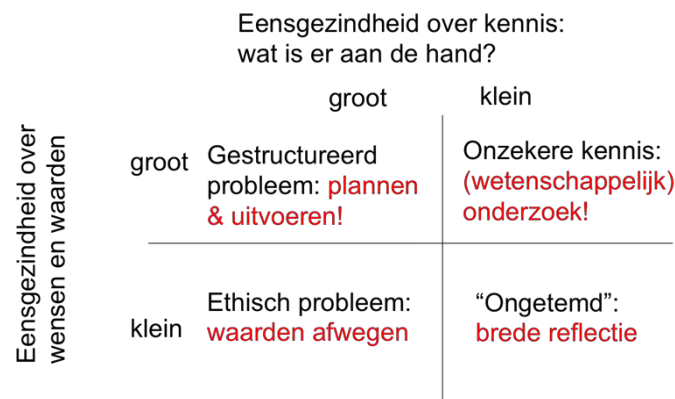 Eensgezindheid over kennis:
wat is er aan de hand?
groot
klein
Eensgezindheid over
wensen en waarden
groot
Gestructureerd
probleem: plannen
& uitvoeren!
Onzekere kennis:
(wetenschappelijk)
onderzoek!
klein
Ethisch probleem:
waarden afwegen
“Ongetemd”:
brede reflectie